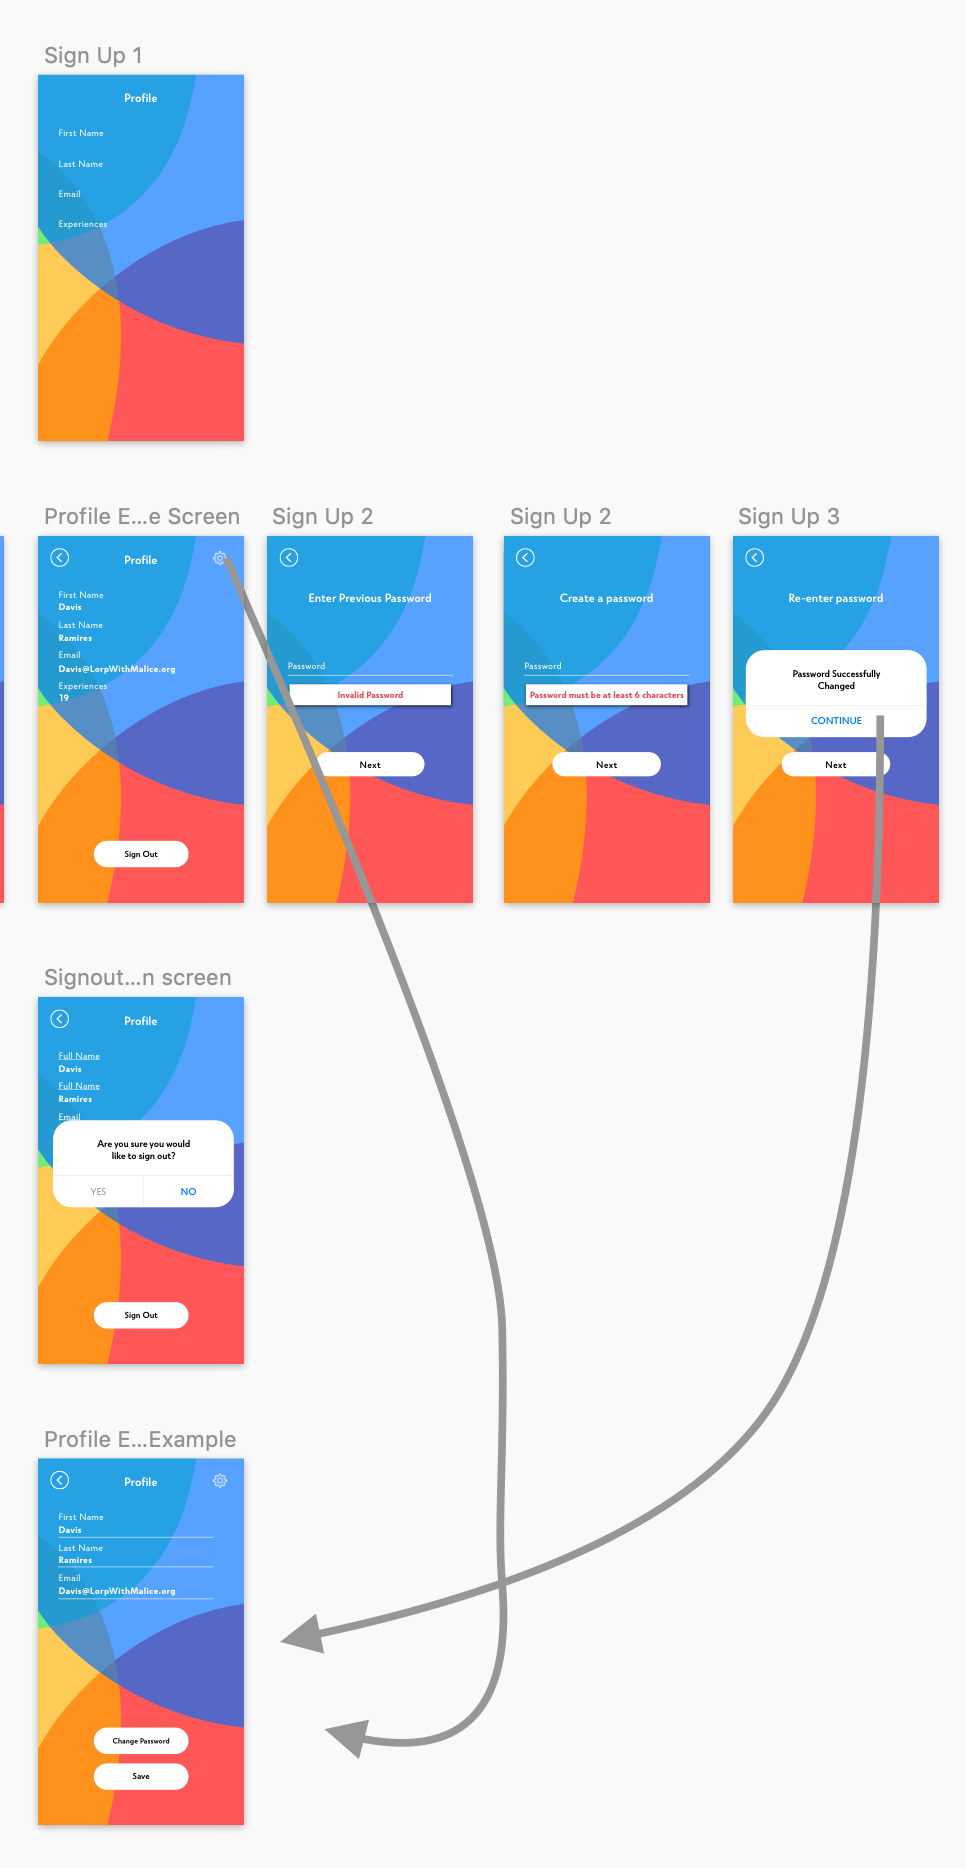 Sign Up 1
Profile
First Name
Last Name
Email
Experiences
Profile E...e Screen
Profile
First Name
Davis
Last Name
Ramires
Email
Davis@LorpWithMalice.org
Experiences
19
Sign Out
Sign Up 2
Enter Previous Password
Password
Invalid Password
Next
Sign Up 2
Create a password
Password
Password must be at least 6 characters
Next
Sign Up 3
Re-enter password
Password Successfully
Changed
CONTINUE
Next
Signout...n screen
Profile
Full Name
Davis
Full Name
Ramires
Email
Are you sure you would
like to sign out?
YES NO
Sign Out
Profile E...Example
Profile
First Name
Davis
Last Name
Ramires
Email
Davis@LorpWithMalice.org
Change Password
Save